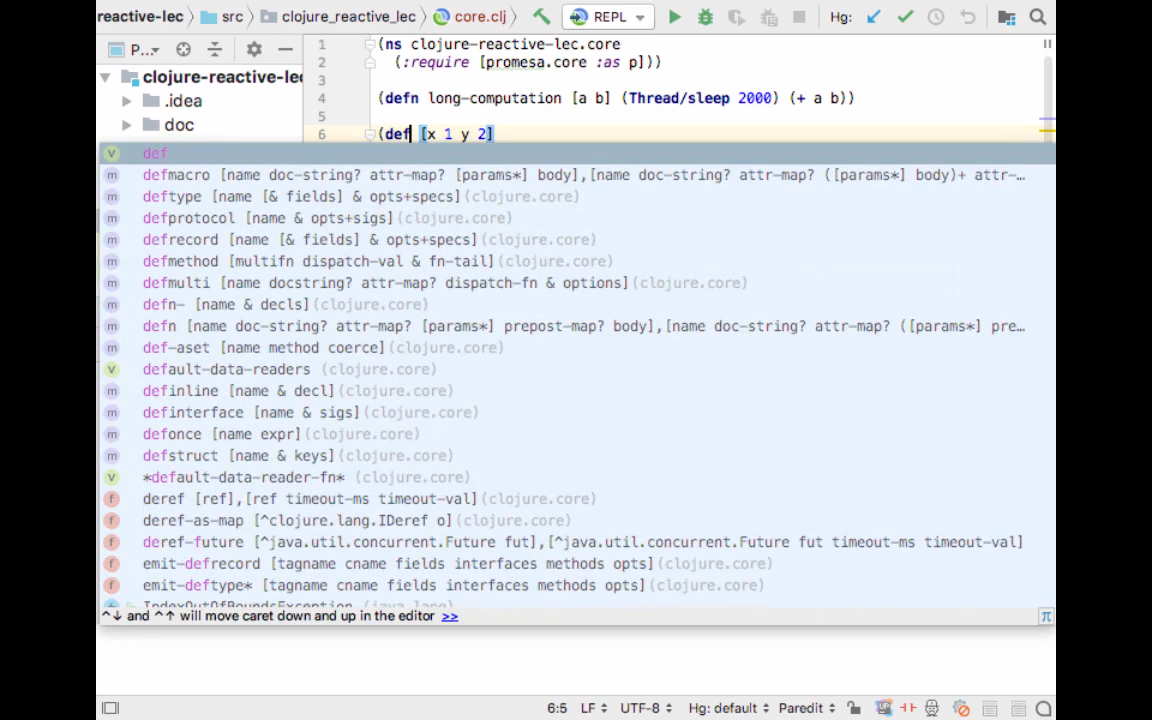 reactive-lec src clojure_reactive_lec core.clj REPL Hg:
P...
1 (ns clojure-reactive-lec.core
clojure-reactive-lec
2 (:require [promesa.core :as p]))
.idea
3
4 (defn long-computation [a b] (Thread/sleep 2000) (+ a b))
doc
5
6 (def [x 1 y 2]
V def
m defmacro [name doc-string? attr-map? [params*] body],[name doc-string? attr-map? ([params*] body)+ attr-…
m deftype [name [& fields] & opts+specs](clojure.core)
m defprotocol [name & opts+sigs](clojure.core)
m defrecord [name [& fields] & opts+specs](clojure.core)
m defmethod [multifn dispatch-val & fn-tail](clojure.core)
m defmulti [name docstring? attr-map? dispatch-fn & options](clojure.core)
m defn- [name & decls](clojure.core)
m defn [name doc-string? attr-map? [params*] prepost-map? body],[name doc-string? attr-map? ([params*] pre…
m def-aset [name method coerce](clojure.core)
V default-data-readers (clojure.core)
m definline [name & decl](clojure.core)
m definterface [name & sigs](clojure.core)
m defonce [name expr](clojure.core)
m defstruct [name & keys](clojure.core)
V *default-data-reader-fn* (clojure.core)
f deref [ref],[ref timeout-ms timeout-val](clojure.core)
f deref-as-map [^clojure.lang.IDeref o](clojure.core)
f deref-future [^java.util.concurrent.Future fut],[^java.util.concurrent.Future fut timeout-ms timeout-val]
f emit-defrecord [tagname cname fields interfaces methods opts](clojure.core)
f emit-deftype* [tagname cname fields interfaces methods opts](clojure.core)
IndexOutOfBoundsException (java.lang)
^↓ and ^↑ will move caret down and up in the editor >> π
6:5 LF UTF-8 Hg: default Paredit